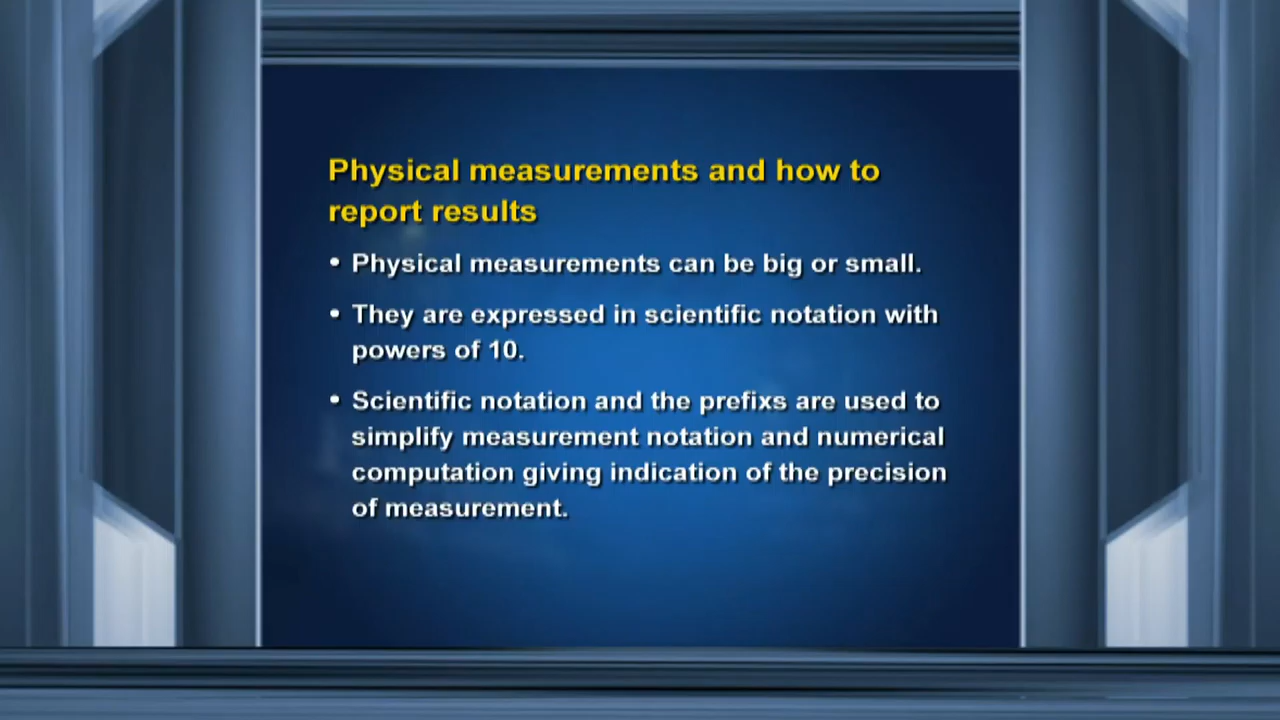 Physical measurements and how to
report results
• Physical measurements can be big or small.
• They are expressed in scientific notation with
powers of 10.
• Scientific notation and the prefixs are used to
simplify measurement notation and numerical
computation giving indication of the precision
of measurement.